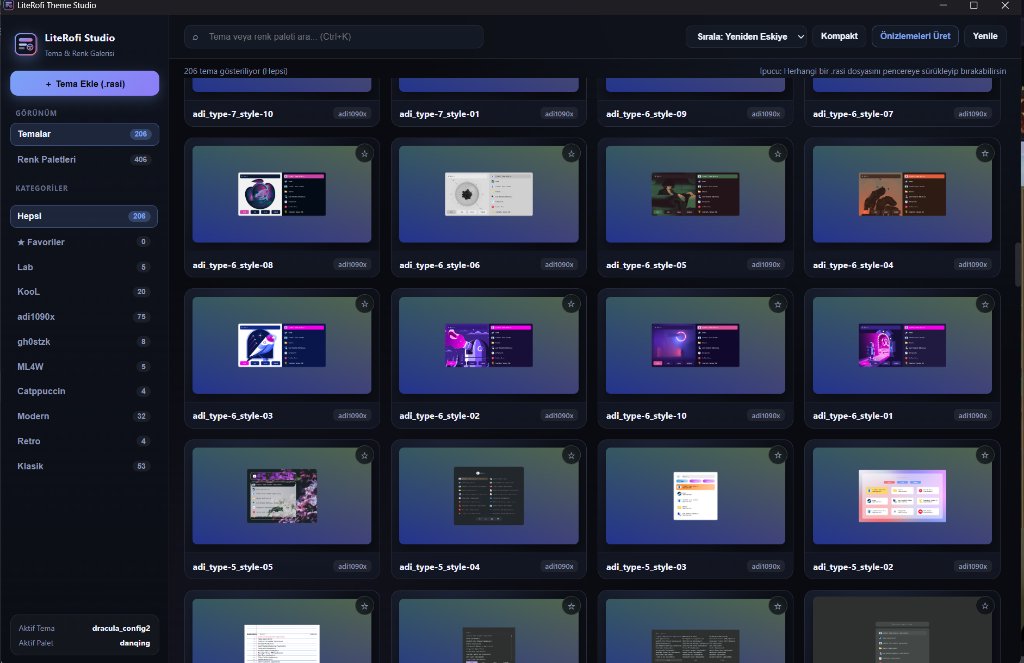 LiteRofi Theme Studio
LiteRofi Studio
Tema & Renk Galerisi
+ Tema Ekle (.rasi)
GÖRÜNÜM
Temalar 206
Renk Paletleri 406
KATEGORİLER
Hepsi 206
★ Favoriler 0
Lab 5
KooL 20
adi1090x 75
gh0stzk 8
ML4W 5
Catppuccin 4
Modern 32
Retro 4
Klasik 53
Aktif Tema dracula_config2
Aktif Palet danqing
Tema veya renk paleti ara... (Ctrl+K)
Sırala: Yeniden Eskiye
Kompakt
Önizlemeleri Üret
Yenile
206 tema gösteriliyor (Hepsi)
İpucu: Herhangi bir .rasi dosyasını pencereye sürükleyip bırakabilirsin
adi_type-7_style-10 adi1090x
adi_type-7_style-01 adi1090x
adi_type-6_style-09 adi1090x
adi_type-6_style-07 adi1090x
adi_type-6_style-08 adi1090x
adi_type-6_style-06 adi1090x
adi_type-6_style-05 adi1090x
adi_type-6_style-04 adi1090x
adi_type-6_style-03 adi1090x
adi_type-6_style-02 adi1090x
adi_type-6_style-10 adi1090x
adi_type-6_style-01 adi1090x
adi_type-5_style-05 adi1090x
adi_type-5_style-04 adi1090x
adi_type-5_style-03 adi1090x
adi_type-5_style-02 adi1090x